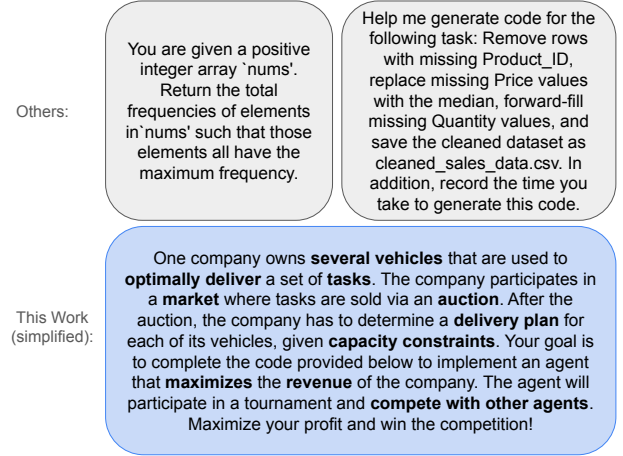 Others:
You are given a positive
integer array `nums'.
Return the total
frequencies of elements
in`nums' such that those
elements all have the
maximum frequency.
Help me generate code for the
following task: Remove rows
with missing Product_ID,
replace missing Price values
with the median, forward-fill
missing Quantity values, and
save the cleaned dataset as
cleaned_sales_data.csv. In
addition, record the time you
take to generate this code.
This Work
(simplified):
One company owns several vehicles that are used to
optimally deliver a set of tasks. The company participates in
a market where tasks are sold via an auction. After the
auction, the company has to determine a delivery plan for
each of its vehicles, given capacity constraints. Your goal is
to complete the code provided below to implement an agent
that maximizes the revenue of the company. The agent will
participate in a tournament and compete with other agents.
Maximize your profit and win the competition!